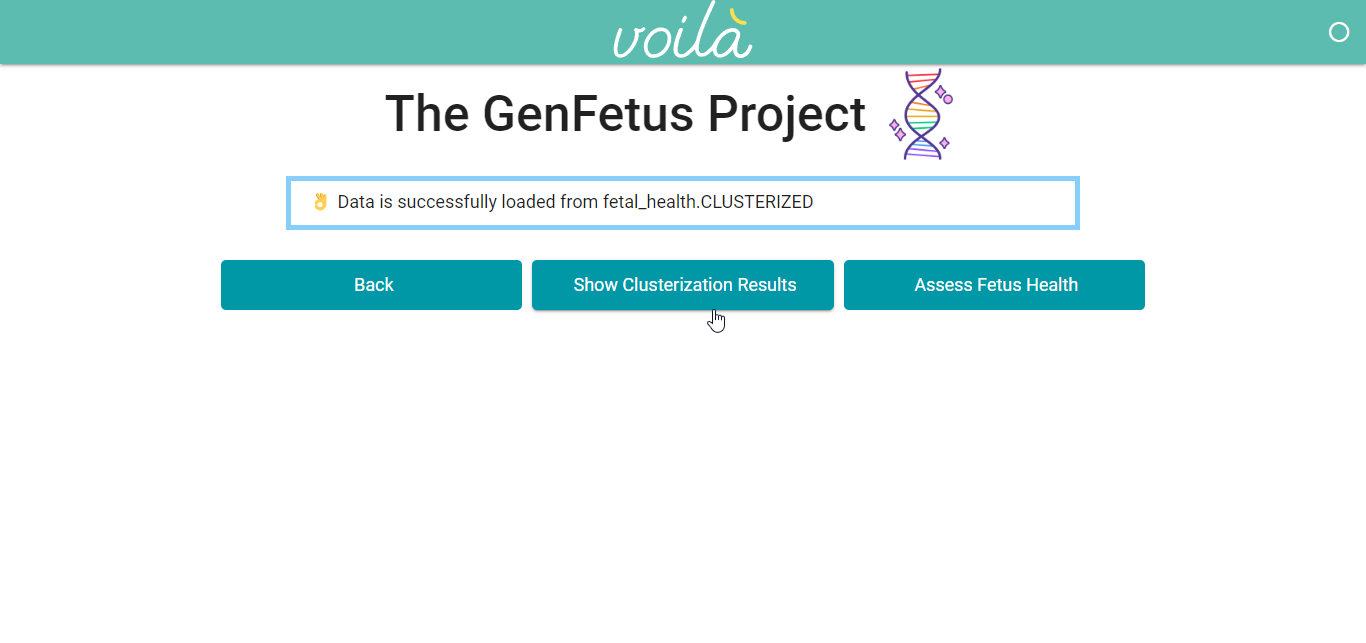 voilà
The GenFetus Project
👌 Data is successfully loaded from fetal_health.CLUSTERIZED
Back
Show Clusterization Results
Assess Fetus Health